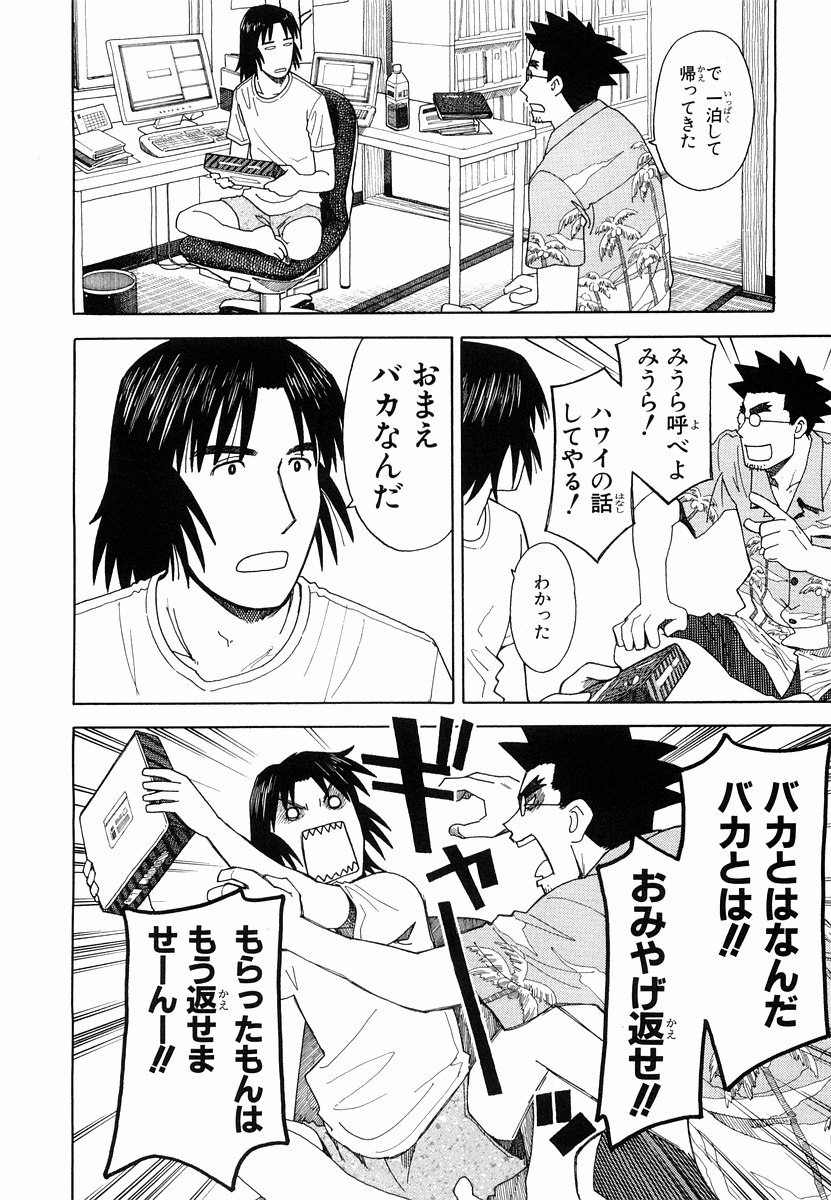 で一泊して
帰ってきた
みうら呼べよ
みうら!
ハワイの話
してやる!
わかった
おまえ
バカなんだ
バカとはなんだ
バカとは!!
おみやげ返せ!!
ギャーー
もらったもんは
もう返せま
せーんー!!